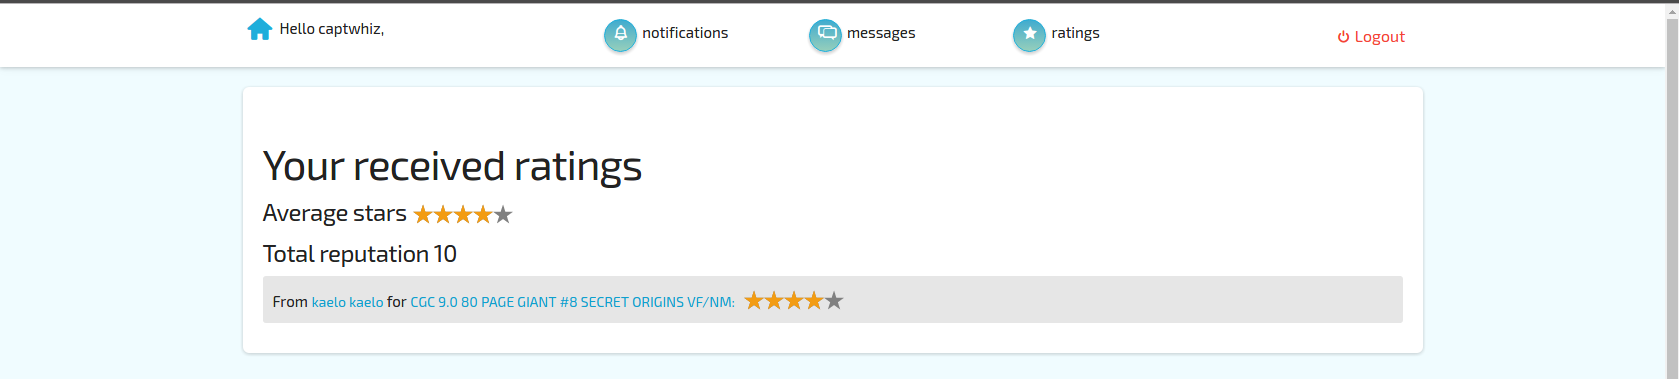 Hello captwhiz,
notifications
messages
ratings
Logout
Your received ratings
Average stars
Total reputation 10
From kaelo kaelo for CGC 9.0 80 PAGE GIANT #8 SECRET ORIGINS VF/NM: